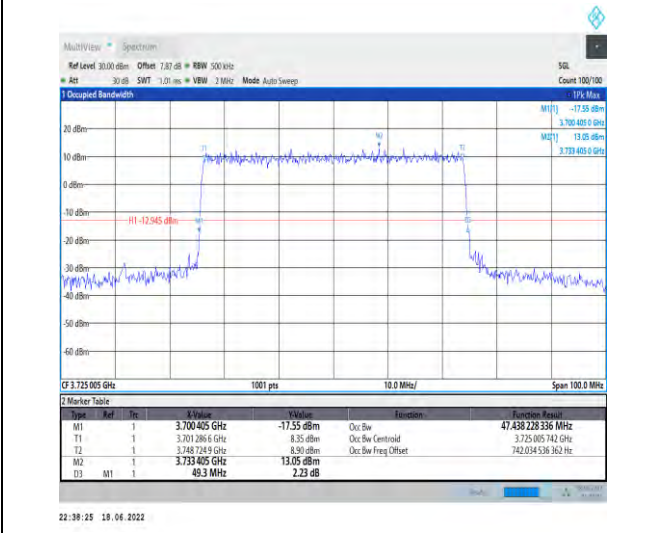 MultiView Spectrum
Ref Level 30.00 dBm Offset 7.87 dB RBW 500 kHz SGL
Att 30 dB SWT 1.01 ms VBW 2 MHz Mode Auto Sweep Count 100/100
1 Occupied Bandwidth 1Pk Max
M1[1] -17.55 dBm
3.700 405 0 GHz
M2[1] 13.05 dBm
3.733 405 0 GHz
20 dBm
M2
T1 T2
10 dBm
0 dBm
-10 dBm
H1 -12.945 dBm M1 D3
-20 dBm
-30 dBm
-40 dBm
-50 dBm
-60 dBm
CF 3.725 005 GHz 1001 pts 10.0 MHz/ Span 100.0 MHz
2 Marker Table
Type Ref Trc X-Value Y-Value Function Function Result
M1 1 3.700 405 GHz -17.55 dBm Occ Bw 47.438 228 336 MHz
T1 1 3.701 286 6 GHz 8.35 dBm Occ Bw Centroid 3.725 005 742 GHz
T2 1 3.748 724 9 GHz 8.90 dBm Occ Bw Freq Offset 742.034 536 362 Hz
M2 1 3.733 405 GHz 13.05 dBm
D3 M1 1 49.3 MHz 2.23 dB
22:38:25 18.06.2022